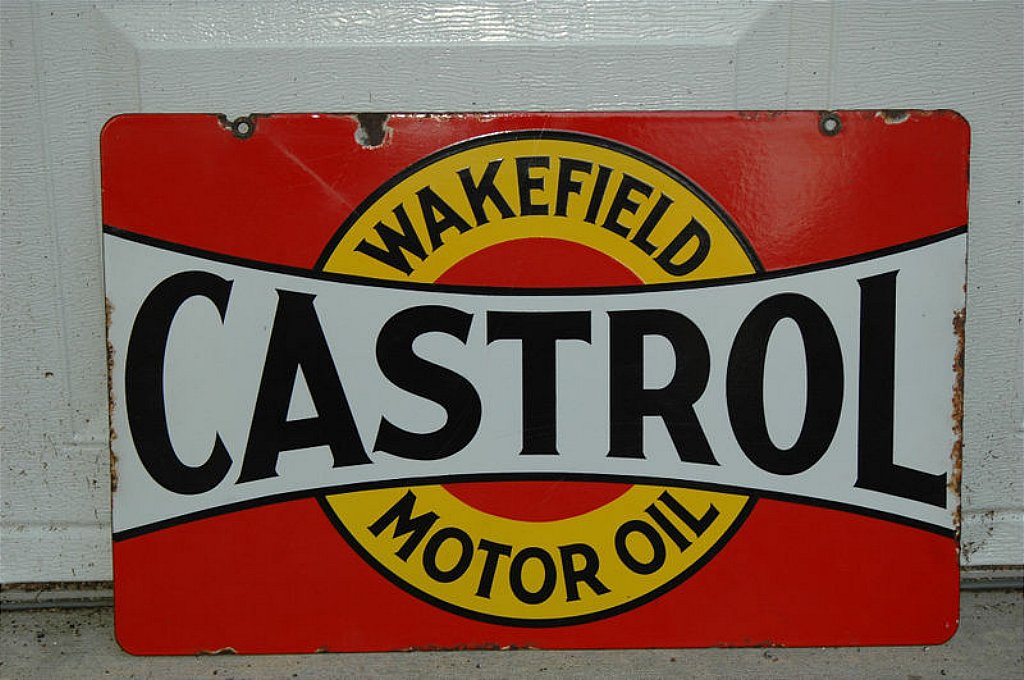 WAKEFIELD
CASTROL
MOTOR OIL